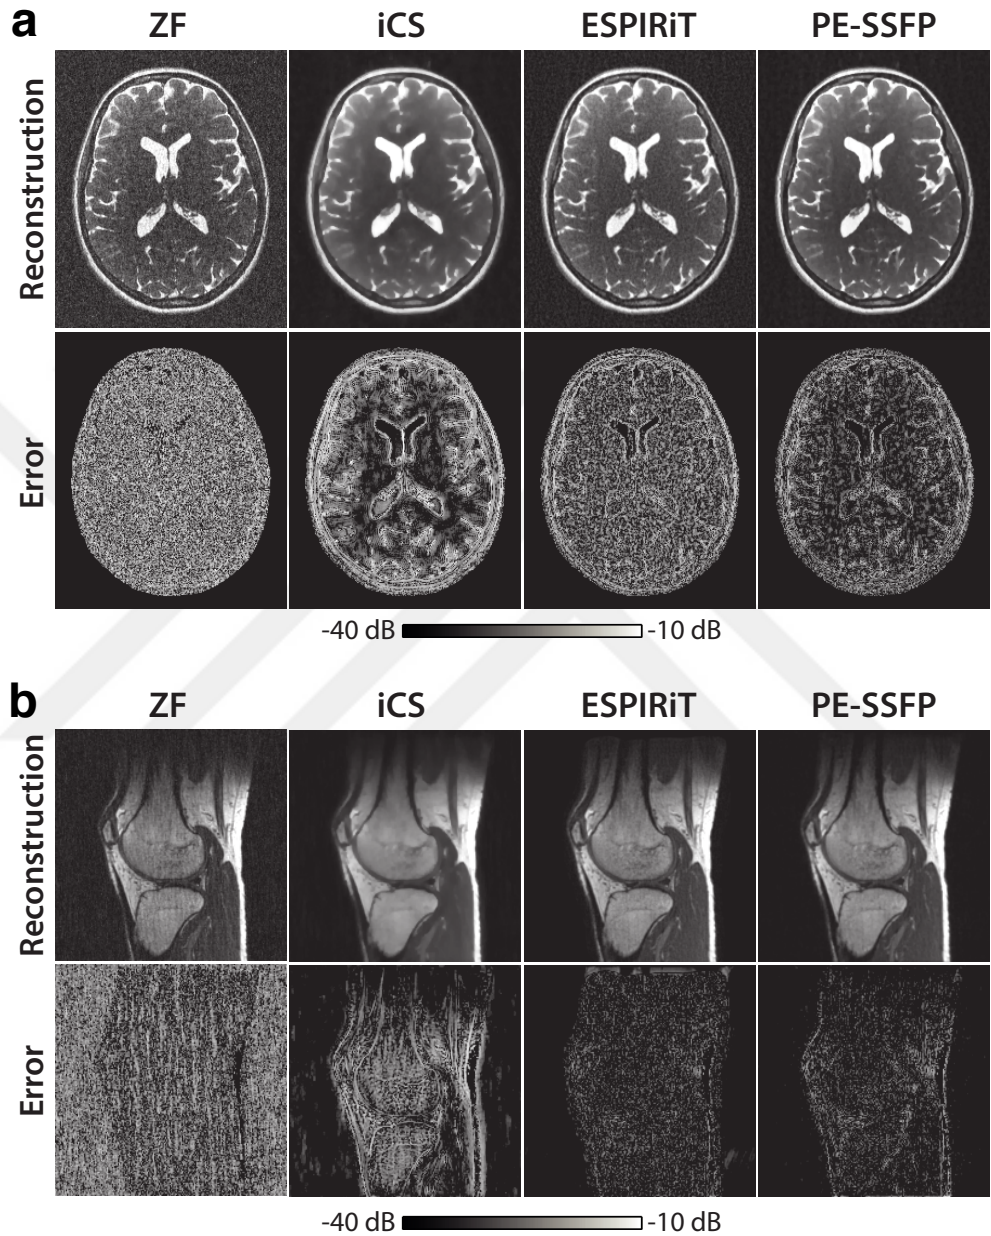 a
ZF iCS ESPIRiT PE-SSFP
Reconstruction
Error
-40 dB -10 dB
b
ZF iCS ESPIRiT PE-SSFP
Reconstruction
Error
-40 dB -10 dB